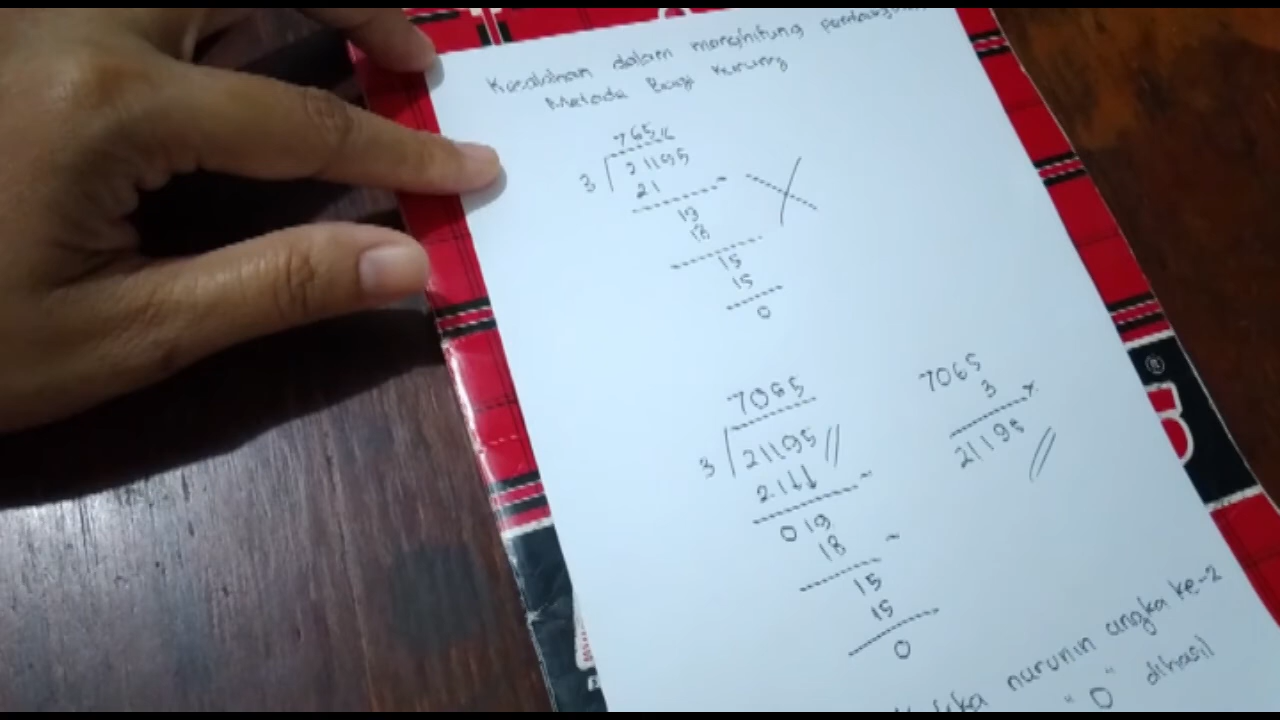 Kesalahan dalam menghitung pembagian
Metode Bagi Kurung
765
3 21195
21 -
19
18
15
15
0
7065
3 21195 //
21 ↓↓ -
019
18 -
15
15
0
7065
3 x
21195 //
nurunin angka ke-2
"0" dihasil